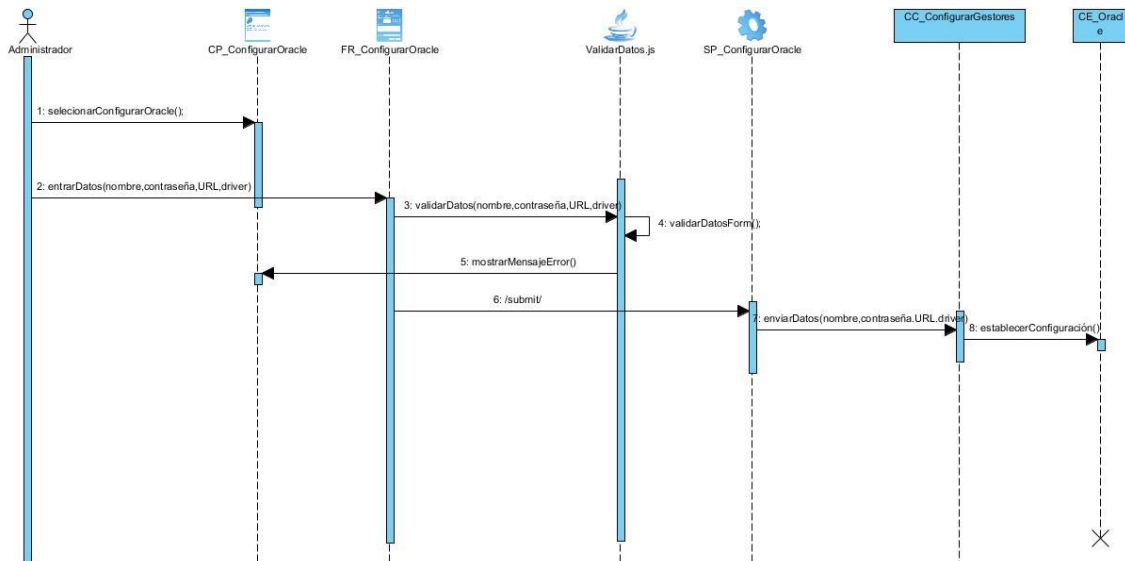 Administrador
CP_ConfigurarOracle
FR_ConfigurarOracle
ValidarDatos.js
SP_ConfigurarOracle
CC_ConfigurarGestores
CE_Oracl
e
1: selecionarConfigurarOracle();
2: entrarDatos(nombre,contraseña,URL,driver)
3: validarDatos(nombre,contraseña,URL,driver)
4: validarDatosForm();
5: mostrarMensajeError()
6: /submit/
7: enviarDatos(nombre,contraseña.URL.driver)
8: establecerConfiguración()